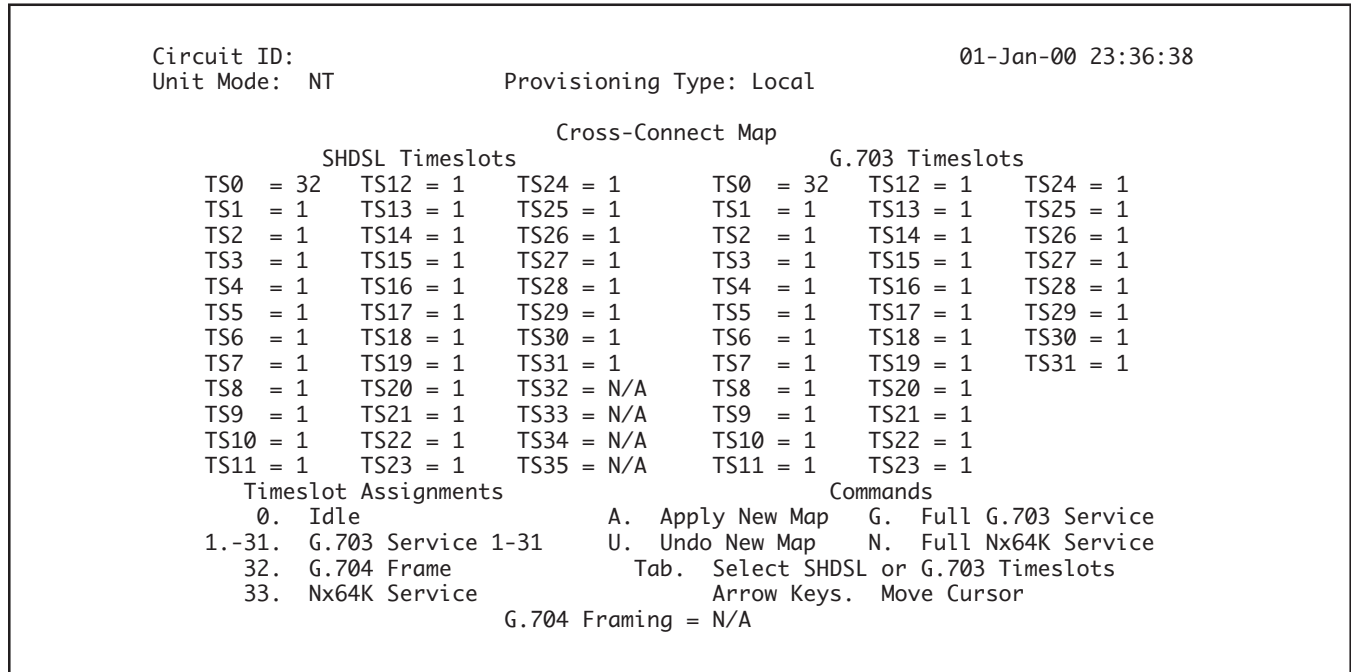 Circuit ID: 01-Jan-00 23:36:38
Unit Mode: NT Provisioning Type: Local
Cross-Connect Map
SHDSL Timeslots G.703 Timeslots
TS0 = 32 TS12 = 1 TS24 = 1 TS0 = 32 TS12 = 1 TS24 = 1
TS1 = 1 TS13 = 1 TS25 = 1 TS1 = 1 TS13 = 1 TS25 = 1
TS2 = 1 TS14 = 1 TS26 = 1 TS2 = 1 TS14 = 1 TS26 = 1
TS3 = 1 TS15 = 1 TS27 = 1 TS3 = 1 TS15 = 1 TS27 = 1
TS4 = 1 TS16 = 1 TS28 = 1 TS4 = 1 TS16 = 1 TS28 = 1
TS5 = 1 TS17 = 1 TS29 = 1 TS5 = 1 TS17 = 1 TS29 = 1
TS6 = 1 TS18 = 1 TS30 = 1 TS6 = 1 TS18 = 1 TS30 = 1
TS7 = 1 TS19 = 1 TS31 = 1 TS7 = 1 TS19 = 1 TS31 = 1
TS8 = 1 TS20 = 1 TS32 = N/A TS8 = 1 TS20 = 1
TS9 = 1 TS21 = 1 TS33 = N/A TS9 = 1 TS21 = 1
TS10 = 1 TS22 = 1 TS34 = N/A TS10 = 1 TS22 = 1
TS11 = 1 TS23 = 1 TS35 = N/A TS11 = 1 TS23 = 1
Timeslot Assignments Commands
0. Idle A. Apply New Map G. Full G.703 Service
1.-31. G.703 Service 1-31 U. Undo New Map N. Full Nx64K Service
32. G.704 Frame Tab. Select SHDSL or G.703 Timeslots
33. Nx64K Service Arrow Keys. Move Cursor
G.704 Framing = N/A